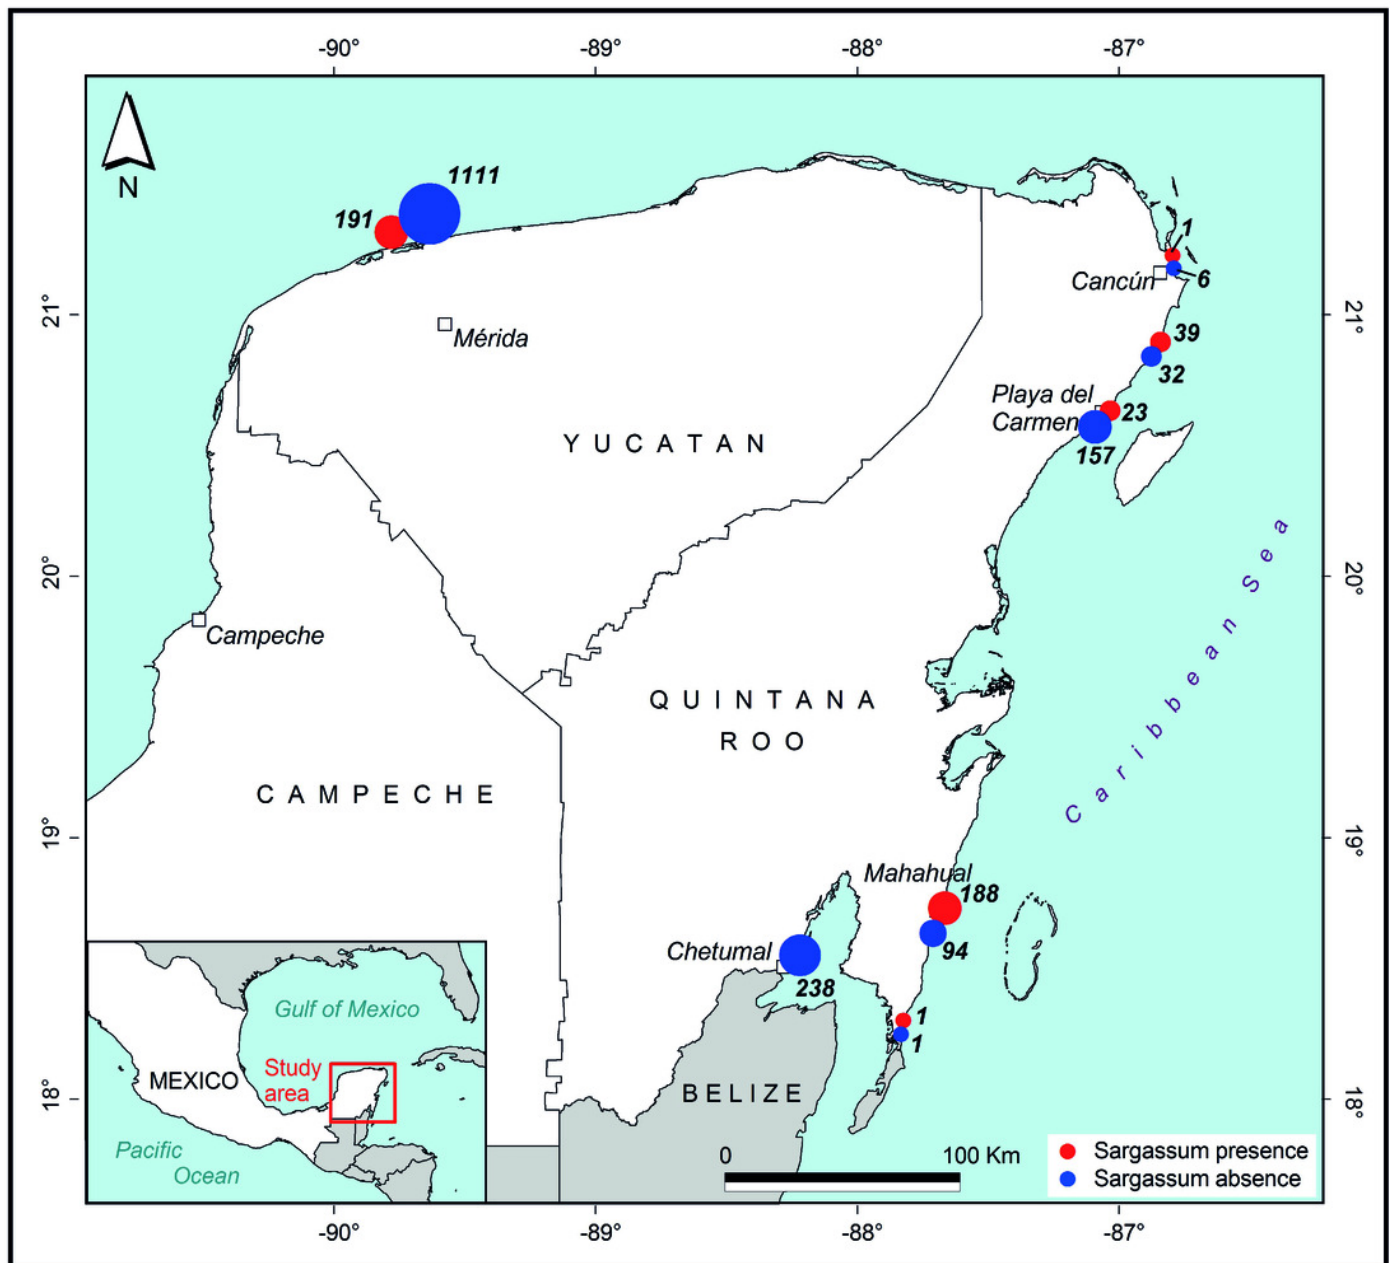 -90°
-89°
-88°
-87°
N
1111
191
1
6
Cancún
21°
21°
39
32
Mérida
Playa del
Carmen
23
157
YUCATAN
20°
20°
Campeche
Caribbean Sea
QUINTANA
ROO
CAMPECHE
19°
19°
Mahahual
188
94
Chetumal
238
1
1
Gulf of Mexico
Study
area
MEXICO
Pacific
Ocean
BELIZE
18°
18°
0
100 Km
Sargassum presence
Sargassum absence
-90°
-89°
-88°
-87°